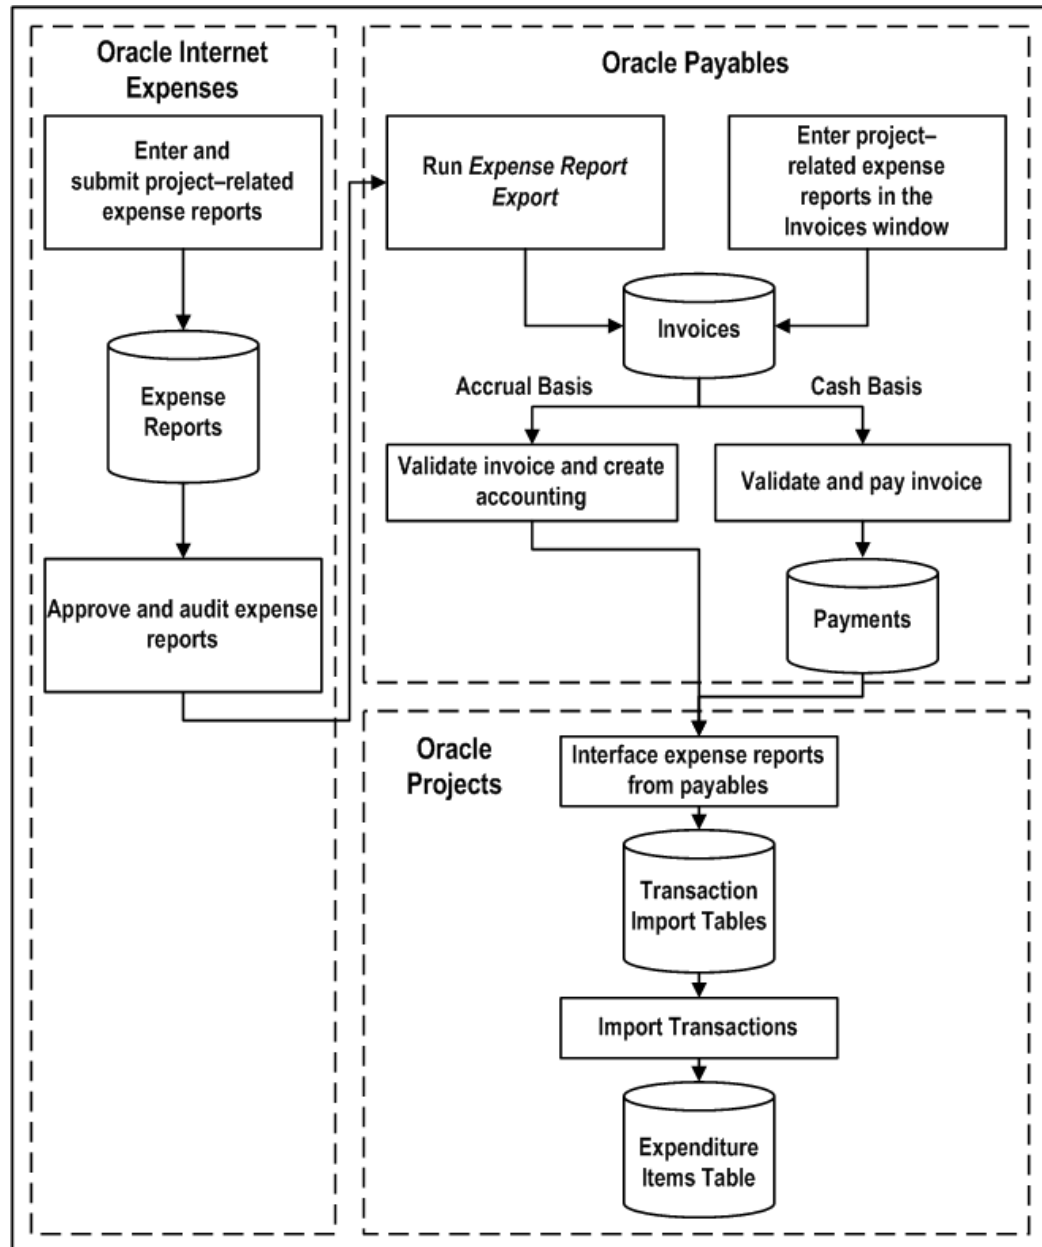 Oracle Internet
Expenses
Enter and
submit project–related
expense reports
Expense
Reports
Approve and audit expense
reports
Oracle Payables
Run Expense Report
Export
Enter project–
related expense
reports in the
Invoices window
Invoices
Accrual Basis
Cash Basis
Validate invoice and create
accounting
Validate and pay invoice
Payments
Oracle
Projects
Interface expense reports
from payables
Transaction
Import Tables
Import Transactions
Expenditure
Items Table